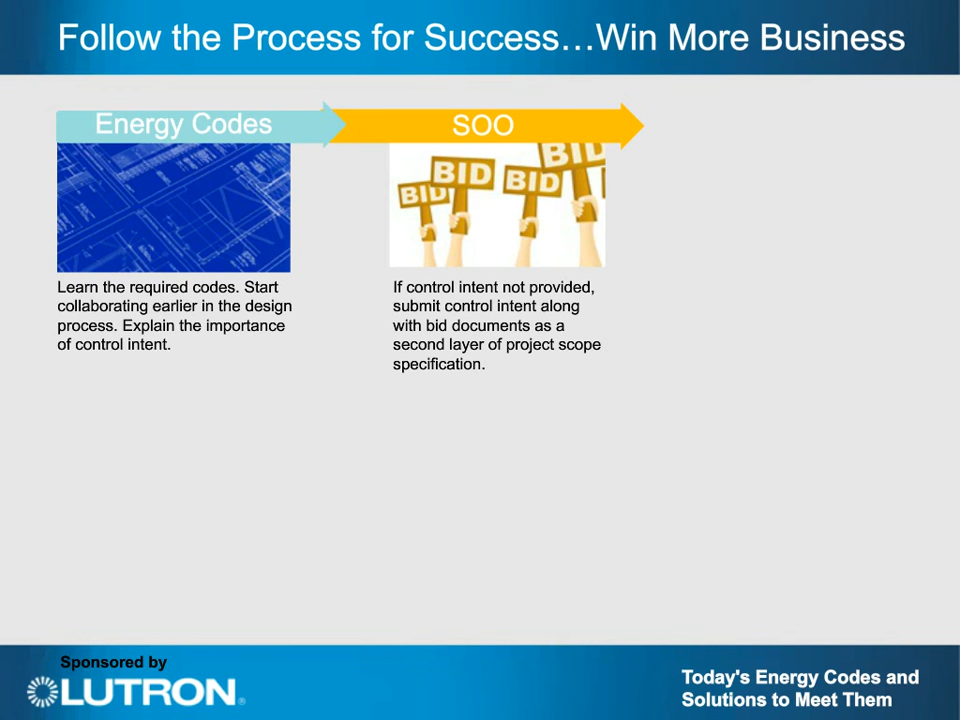 Follow the Process for Success…Win More Business
Energy Codes
SOO
BID
BID
BID
BID
Learn the required codes. Start
collaborating earlier in the design
process. Explain the importance
of control intent.
If control intent not provided,
submit control intent along
with bid documents as a
second layer of project scope
specification.
Sponsored by
LUTRON®
Today's Energy Codes and
Solutions to Meet Them